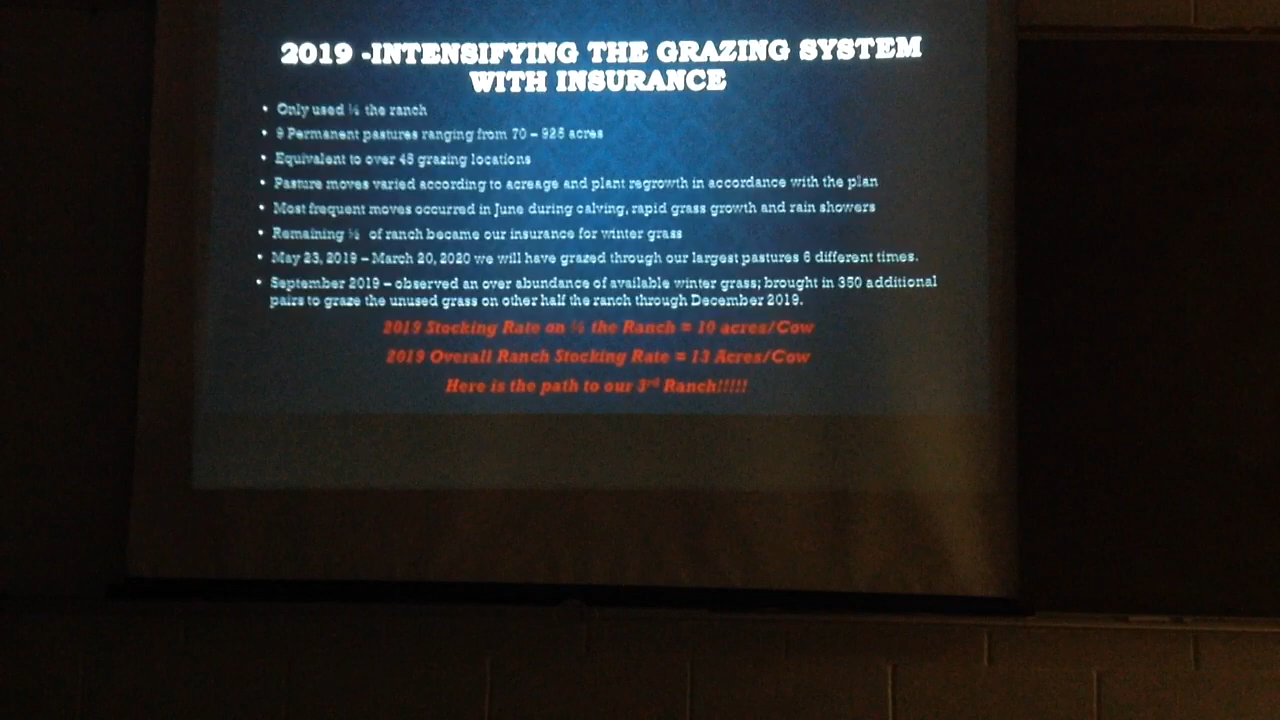 2019 -INTENSIFYING THE GRAZING SYSTEM
WITH INSURANCE
• Only used ½ the ranch
• 9 Permanent pastures ranging from 70 – 925 acres
• Equivalent to over 45 grazing locations
• Pasture moves varied according to acreage and plant regrowth in accordance with the plan
• Most frequent moves occurred in June during calving, rapid grass growth and rain showers
• Remaining ½ of ranch became our insurance for winter grass
• May 23, 2019 – March 20, 2020 we will have grazed through our largest pastures 6 different times.
• September 2019 – observed an over abundance of available winter grass; brought in 350 additional
pairs to graze the unused grass on other half the ranch through December 2019.
2019 Stocking Rate on ½ the Ranch = 10 acres/Cow
2019 Overall Ranch Stocking Rate = 13 Acres/Cow
Here is the path to our 3rd Ranch!!!!!